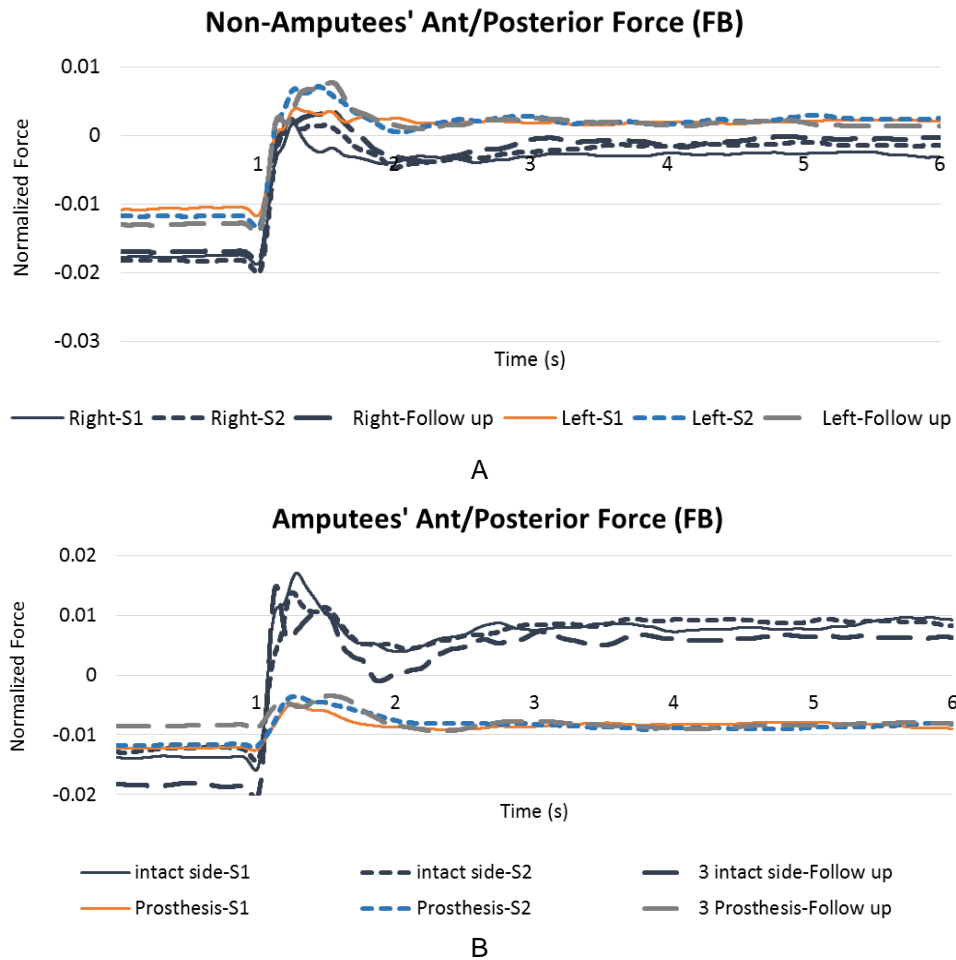 Non-Amputees' Ant/Posterior Force (FB)
0.01
0
-0.01
-0.02
-0.03
Normalized Force
1 2 3 4 5 6
Time (s)
Right-S1 Right-S2 Right-Follow up Left-S1 Left-S2 Left-Follow up
A
Amputees' Ant/Posterior Force (FB)
0.02
0.01
0
-0.01
-0.02
Normalized Force
1 2 3 4 5 6
Time (s)
intact side-S1 intact side-S2 3 intact side-Follow up
Prosthesis-S1 Prosthesis-S2 3 Prosthesis-Follow up
B